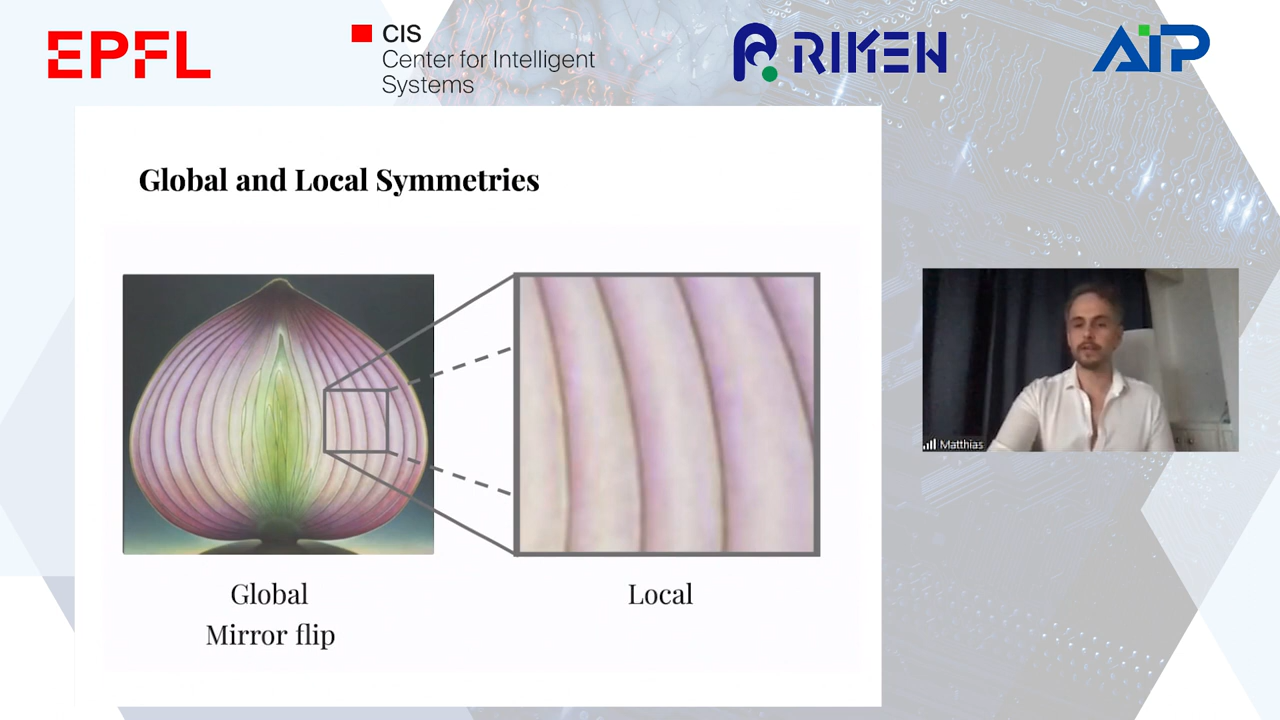 EPFL
CIS
Center for Intelligent
Systems
RIKEN
AIP
Global and Local Symmetries
Global
Mirror flip
Local
Matthias